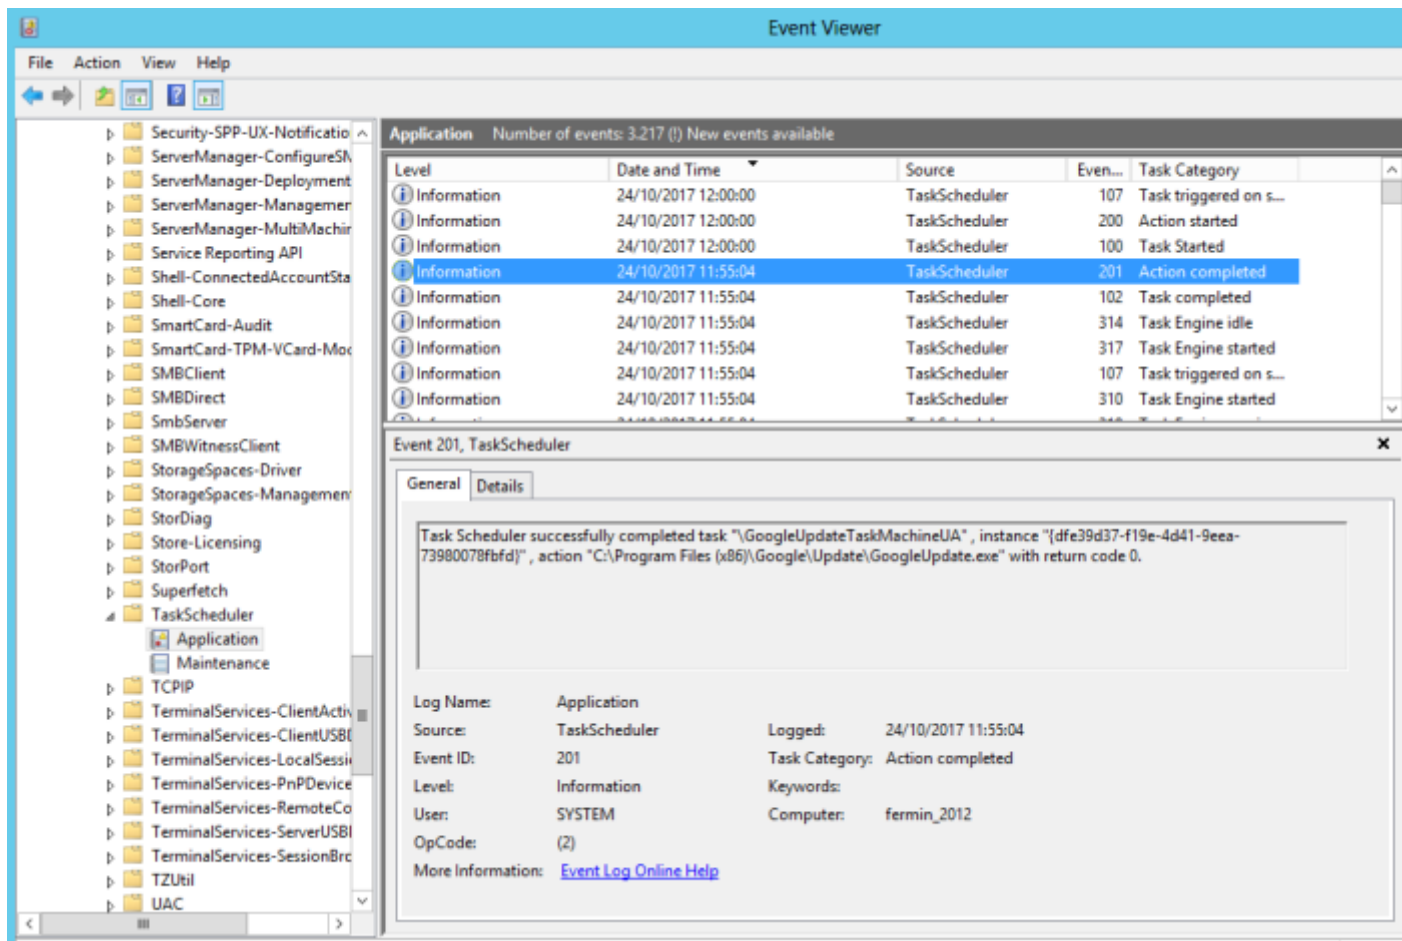 Event Viewer
File Action View Help
Security-SPP-UX-Notificatio
ServerManager-ConfigureSM
ServerManager-Deployment
ServerManager-Managemer
ServerManager-MultiMachir
Service Reporting API
Shell-ConnectedAccountSta
Shell-Core
SmartCard-Audit
SmartCard-TPM-VCard-Moc
SMBClient
SMBDirect
SmbServer
SMBWitnessClient
StorageSpaces-Driver
StorageSpaces-Management
StorDiag
Store-Licensing
StorPort
Superfetch
TaskScheduler
Application
Maintenance
TCPIP
TerminalServices-ClientActiv
TerminalServices-ClientUSBD
TerminalServices-LocalSessio
TerminalServices-PnPDevice
TerminalServices-RemoteCo
TerminalServices-ServerUSBI
TerminalServices-SessionBrc
TZUtil
UAC
Application Number of events: 3.217 (!) New events available
Level Date and Time Source Even... Task Category
Information 24/10/2017 12:00:00 TaskScheduler 107 Task triggered on s...
Information 24/10/2017 12:00:00 TaskScheduler 200 Action started
Information 24/10/2017 12:00:00 TaskScheduler 100 Task Started
Information 24/10/2017 11:55:04 TaskScheduler 201 Action completed
Information 24/10/2017 11:55:04 TaskScheduler 102 Task completed
Information 24/10/2017 11:55:04 TaskScheduler 314 Task Engine idle
Information 24/10/2017 11:55:04 TaskScheduler 317 Task Engine started
Information 24/10/2017 11:55:04 TaskScheduler 107 Task triggered on s...
Information 24/10/2017 11:55:04 TaskScheduler 310 Task Engine started
Event 201, TaskScheduler
General Details
Task Scheduler successfully completed task "\GoogleUpdateTaskMachineUA" , instance "{dfe39d37-f19e-4d41-9eea-
73980078fbfd}" , action "C:\Program Files (x86)\Google\Update\GoogleUpdate.exe" with return code 0.
Log Name: Application
Source: TaskScheduler Logged: 24/10/2017 11:55:04
Event ID: 201 Task Category: Action completed
Level: Information Keywords:
User: SYSTEM Computer: fermin_2012
OpCode: (2)
More Information: Event Log Online Help